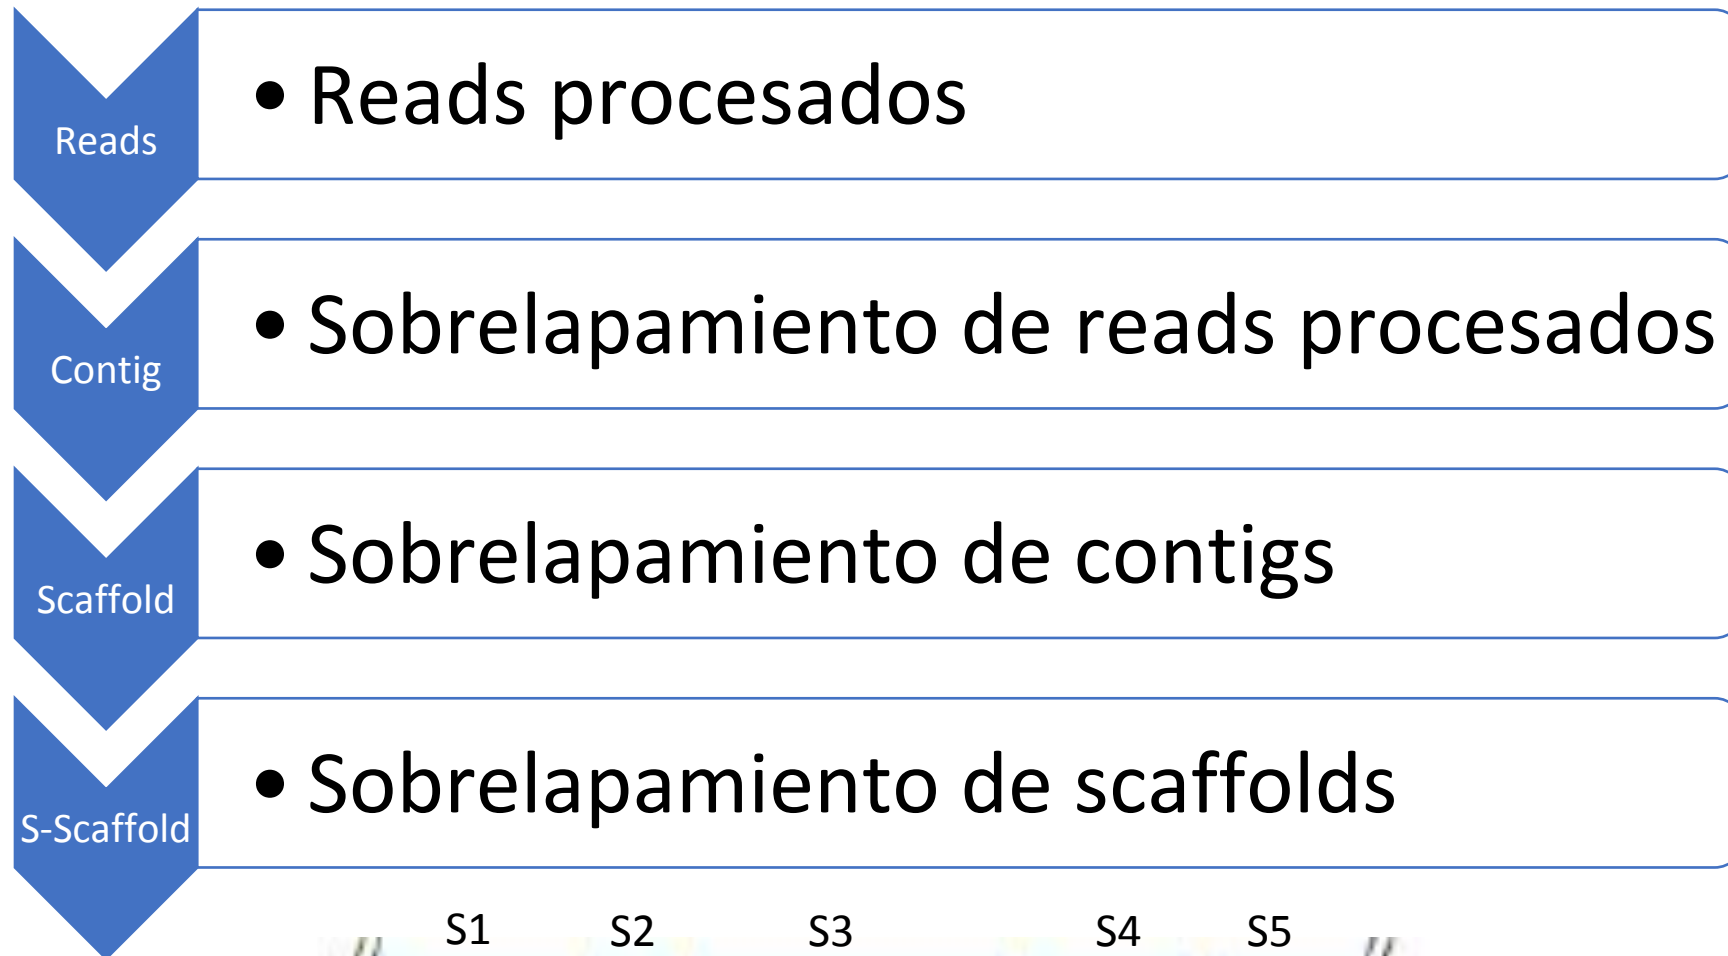 Reads
• Reads procesados
Contig
• Sobrelapamiento de reads procesados
Scaffold
• Sobrelapamiento de contigs
S-Scaffold
• Sobrelapamiento de scaffolds
S1 S2 S3 S4 S5